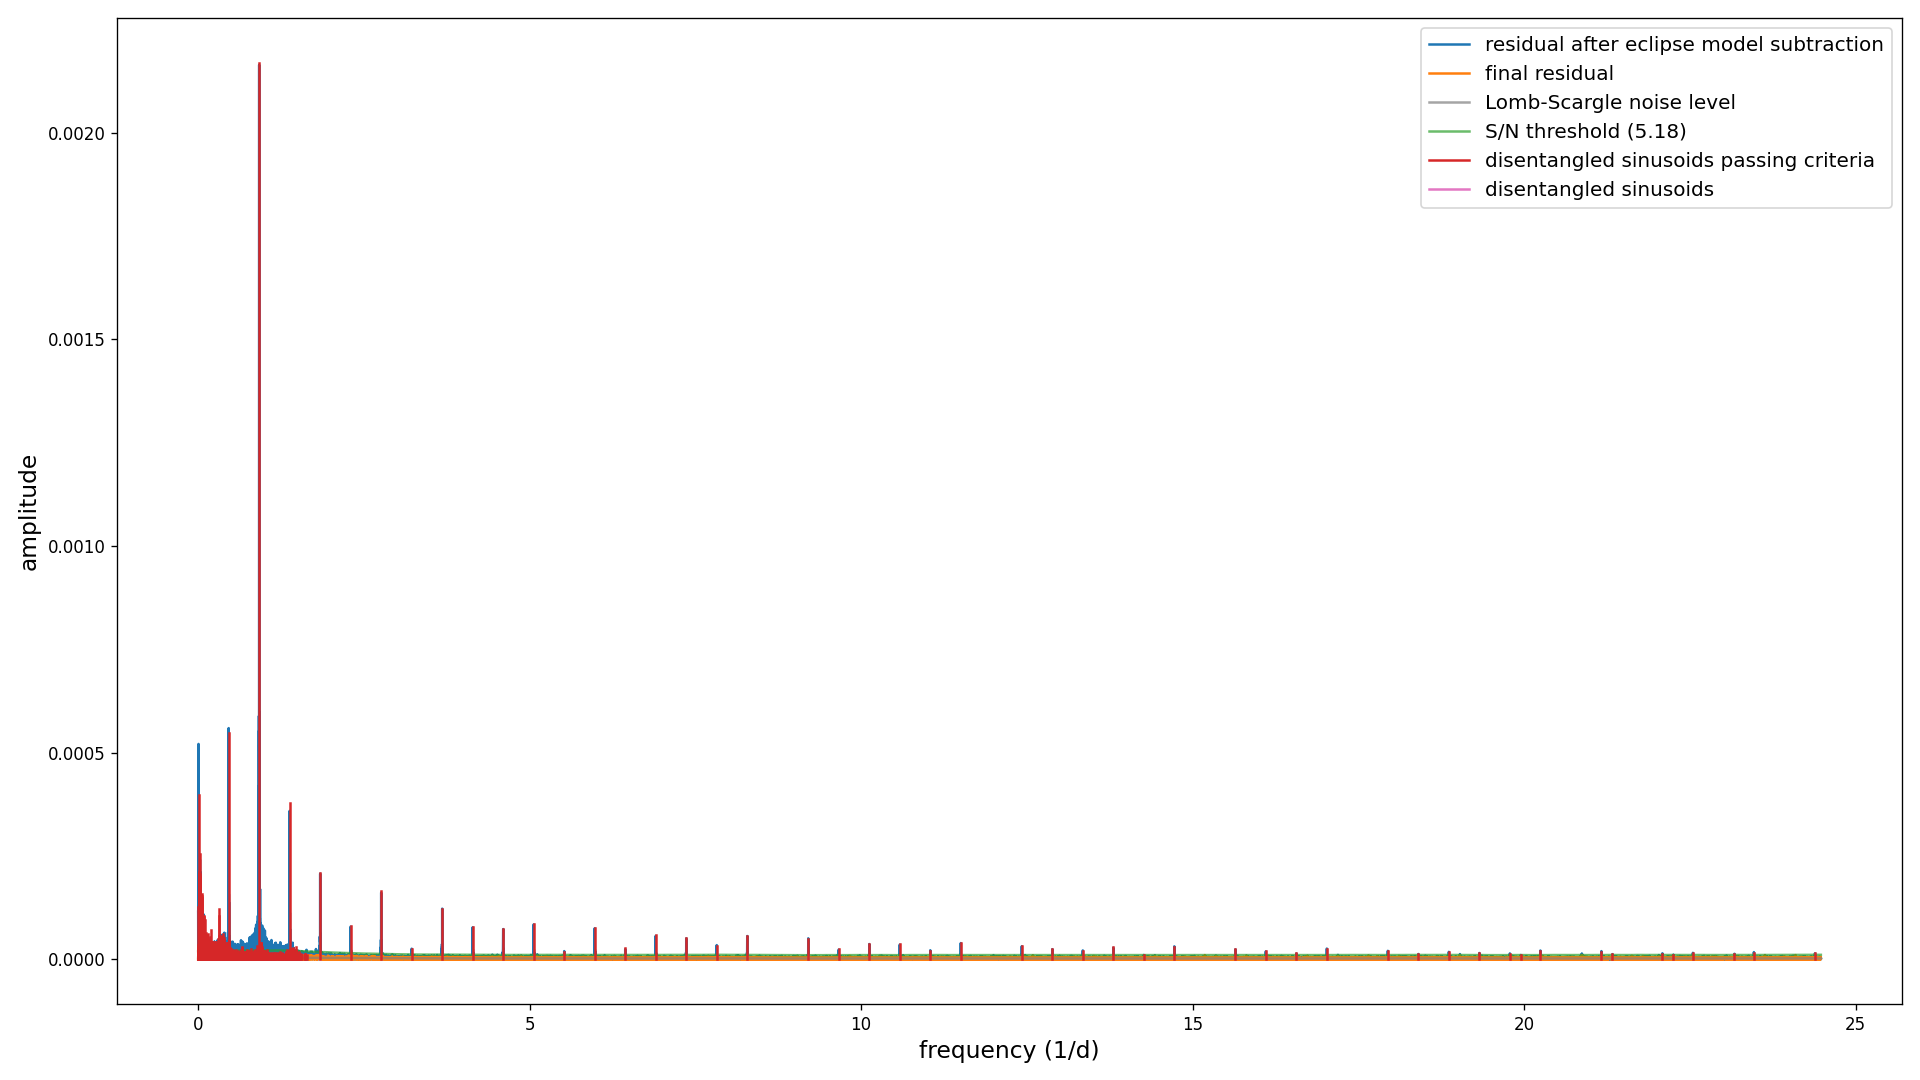 residual after eclipse model subtraction
final residual
Lomb-Scargle noise level
S/N threshold (5.18)
disentangled sinusoids passing criteria
disentangled sinusoids
amplitude
0.0020
0.0015
0.0010
0.0005
0.0000
0 5 10 15 20 25
frequency (1/d)